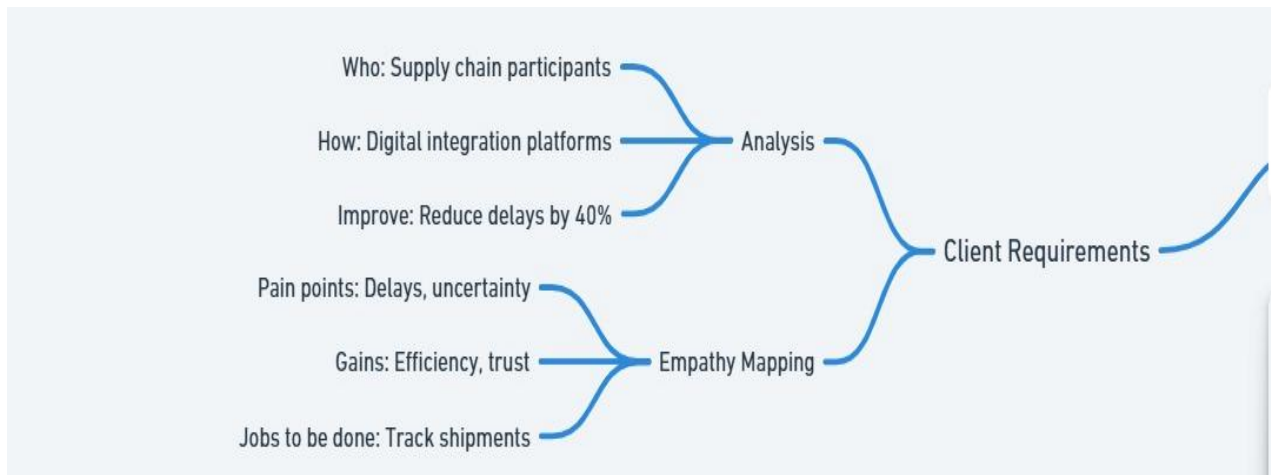 Who: Supply chain participants
How: Digital integration platforms
Analysis
Improve: Reduce delays by 40%
Client Requirements
Pain points: Delays, uncertainty
Gains: Efficiency, trust
Empathy Mapping
Jobs to be done: Track shipments